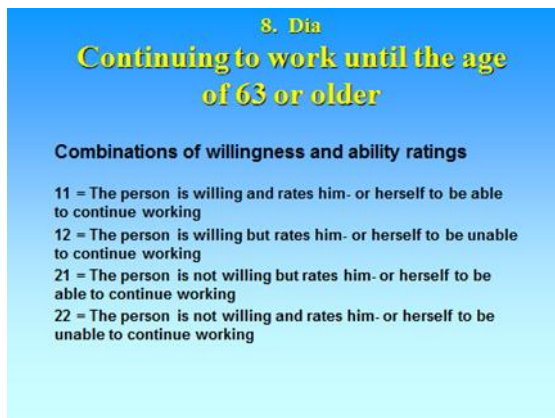 8. Dia
Continuing to work until the age
of 63 or older
Combinations of willingness and ability ratings
11 = The person is willing and rates him- or herself to be able
to continue working
12 = The person is willing but rates him- or herself to be unable
to continue working
21 = The person is not willing but rates him- or herself to be
able to continue working
22 = The person is not willing and rates him- or herself to be
unable to continue working